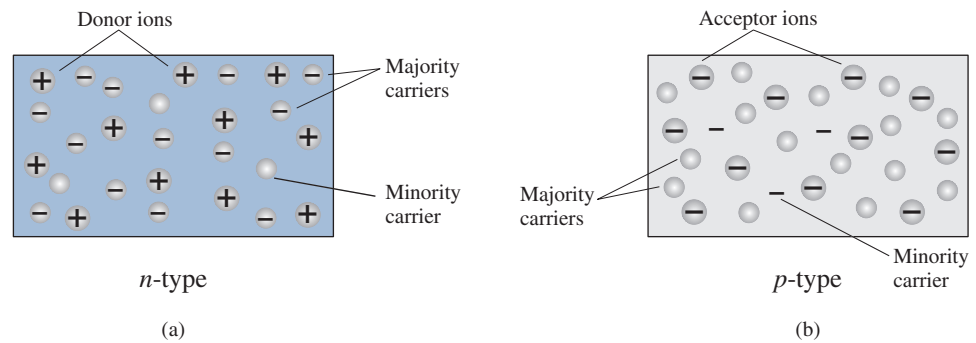 Donor ions
Majority
carriers
Minority
carrier
n-type
(a)
Acceptor ions
Majority
carriers
Minority
carrier
p-type
(b)